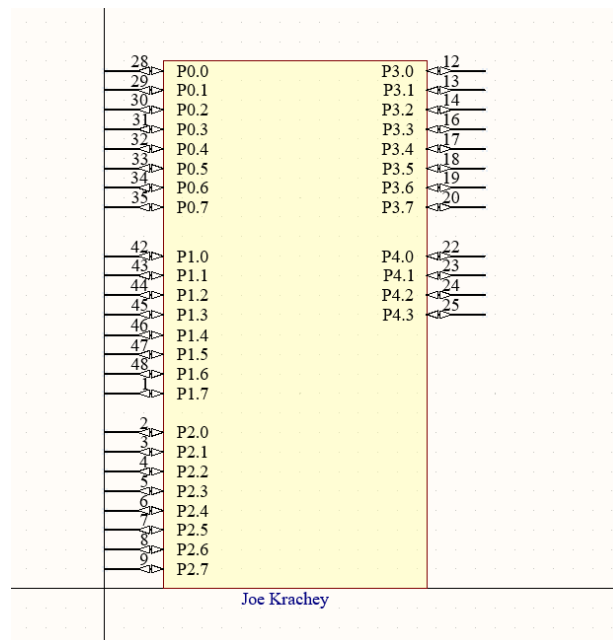 28 P0.0 P3.0 12
29 P0.1 P3.1 13
30 P0.2 P3.2 14
31 P0.3 P3.3 16
32 P0.4 P3.4 17
33 P0.5 P3.5 18
34 P0.6 P3.6 19
35 P0.7 P3.7 20
42 P1.0 P4.0 22
43 P1.1 P4.1 23
44 P1.2 P4.2 24
45 P1.3 P4.3 25
46 P1.4
47 P1.5
48 P1.6
1 P1.7
2 P2.0
3 P2.1
4 P2.2
5 P2.3
6 P2.4
7 P2.5
8 P2.6
9 P2.7
Joe Krachey